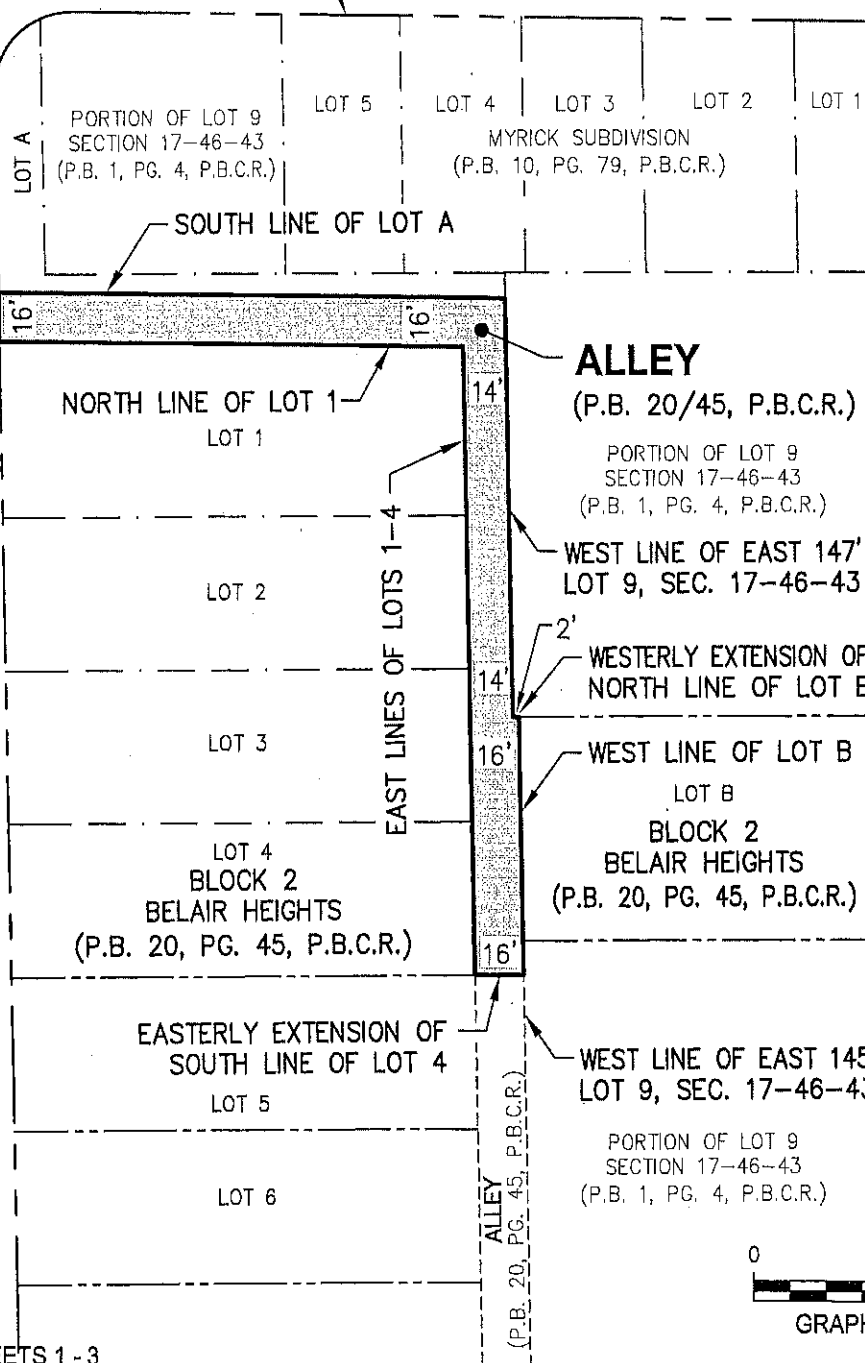 LOT A
PORTION OF LOT 9
SECTION 17-46-43
(P.B. 1, PG. 4, P.B.C.R.)
LOT 5
LOT 4
LOT 3
LOT 2
LOT 1
MYRICK SUBDIVISION
(P.B. 10, PG. 79, P.B.C.R.)
SOUTH LINE OF LOT A
16'
16'
ALLEY
(P.B. 20/45, P.B.C.R.)
NORTH LINE OF LOT 1
14'
LOT 1
PORTION OF LOT 9
SECTION 17-46-43
(P.B. 1, PG. 4, P.B.C.R.)
EAST LINES OF LOTS 1-4
WEST LINE OF EAST 147'
LOT 9, SEC. 17-46-43
LOT 2
2'
WESTERLY EXTENSION OF
NORTH LINE OF LOT B
14'
LOT 3
16'
WEST LINE OF LOT B
LOT B
BLOCK 2
BELAIR HEIGHTS
(P.B. 20, PG. 45, P.B.C.R.)
LOT 4
BLOCK 2
BELAIR HEIGHTS
(P.B. 20, PG. 45, P.B.C.R.)
16'
EASTERLY EXTENSION OF
SOUTH LINE OF LOT 4
WEST LINE OF EAST 145
LOT 9, SEC. 17-46-43
LOT 5
PORTION OF LOT 9
SECTION 17-46-43
(P.B. 1, PG. 4, P.B.C.R.)
LOT 6
ALLEY
(P.B. 20, PG. 45, P.B.C.R.)
0
GRAPH
EETS 1-3